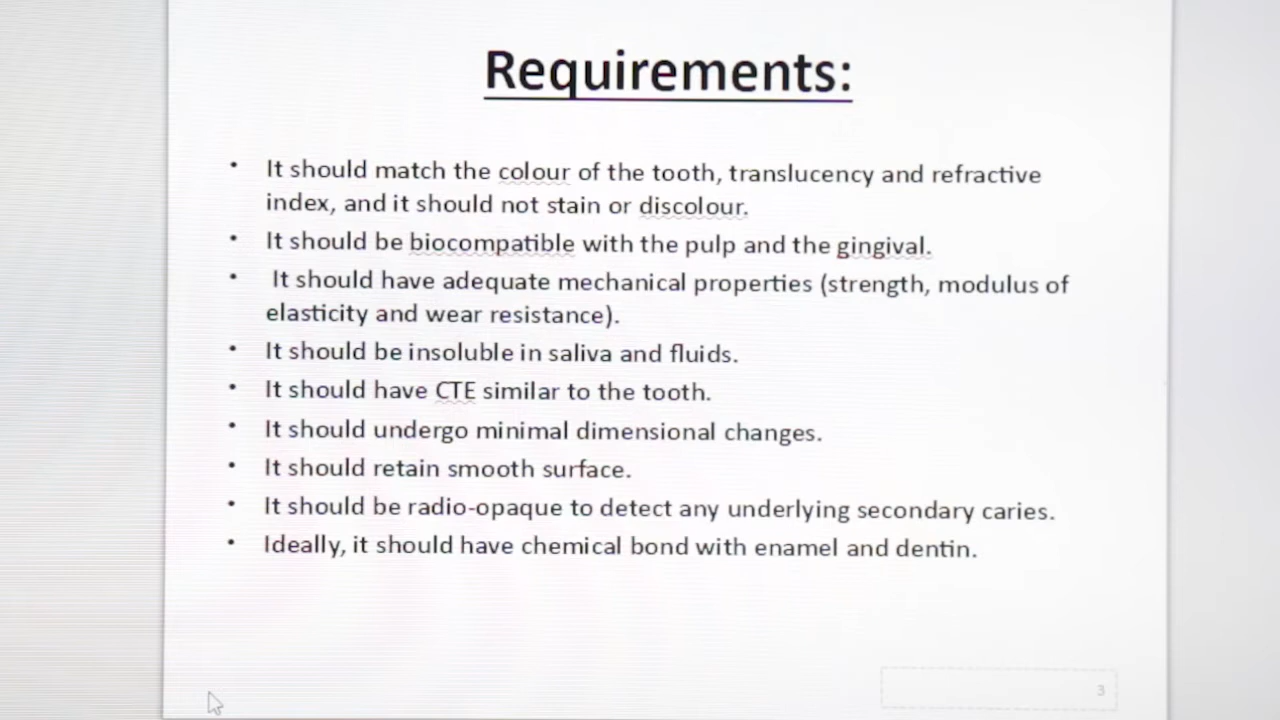 Requirements:
• It should match the colour of the tooth, translucency and refractive
index, and it should not stain or discolour.
• It should be biocompatible with the pulp and the gingival.
• It should have adequate mechanical properties (strength, modulus of
elasticity and wear resistance).
• It should be insoluble in saliva and fluids.
• It should have CTE similar to the tooth.
• It should undergo minimal dimensional changes.
• It should retain smooth surface.
• It should be radio-opaque to detect any underlying secondary caries.
• Ideally, it should have chemical bond with enamel and dentin.
3